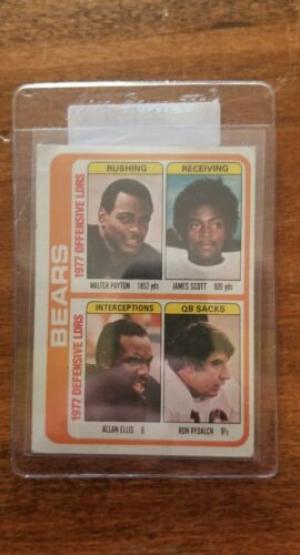 BEARS
1977 OFFENSIVE LDRS
RUSHING
RECEIVING
WALTER PAYTON 1852 yds
JAMES SCOTT 809 yds
1977 DEFENSIVE LDRS
INTERCEPTIONS
QB SACKS
ALLAN ELLIS 6
RON RYDALCH 9½